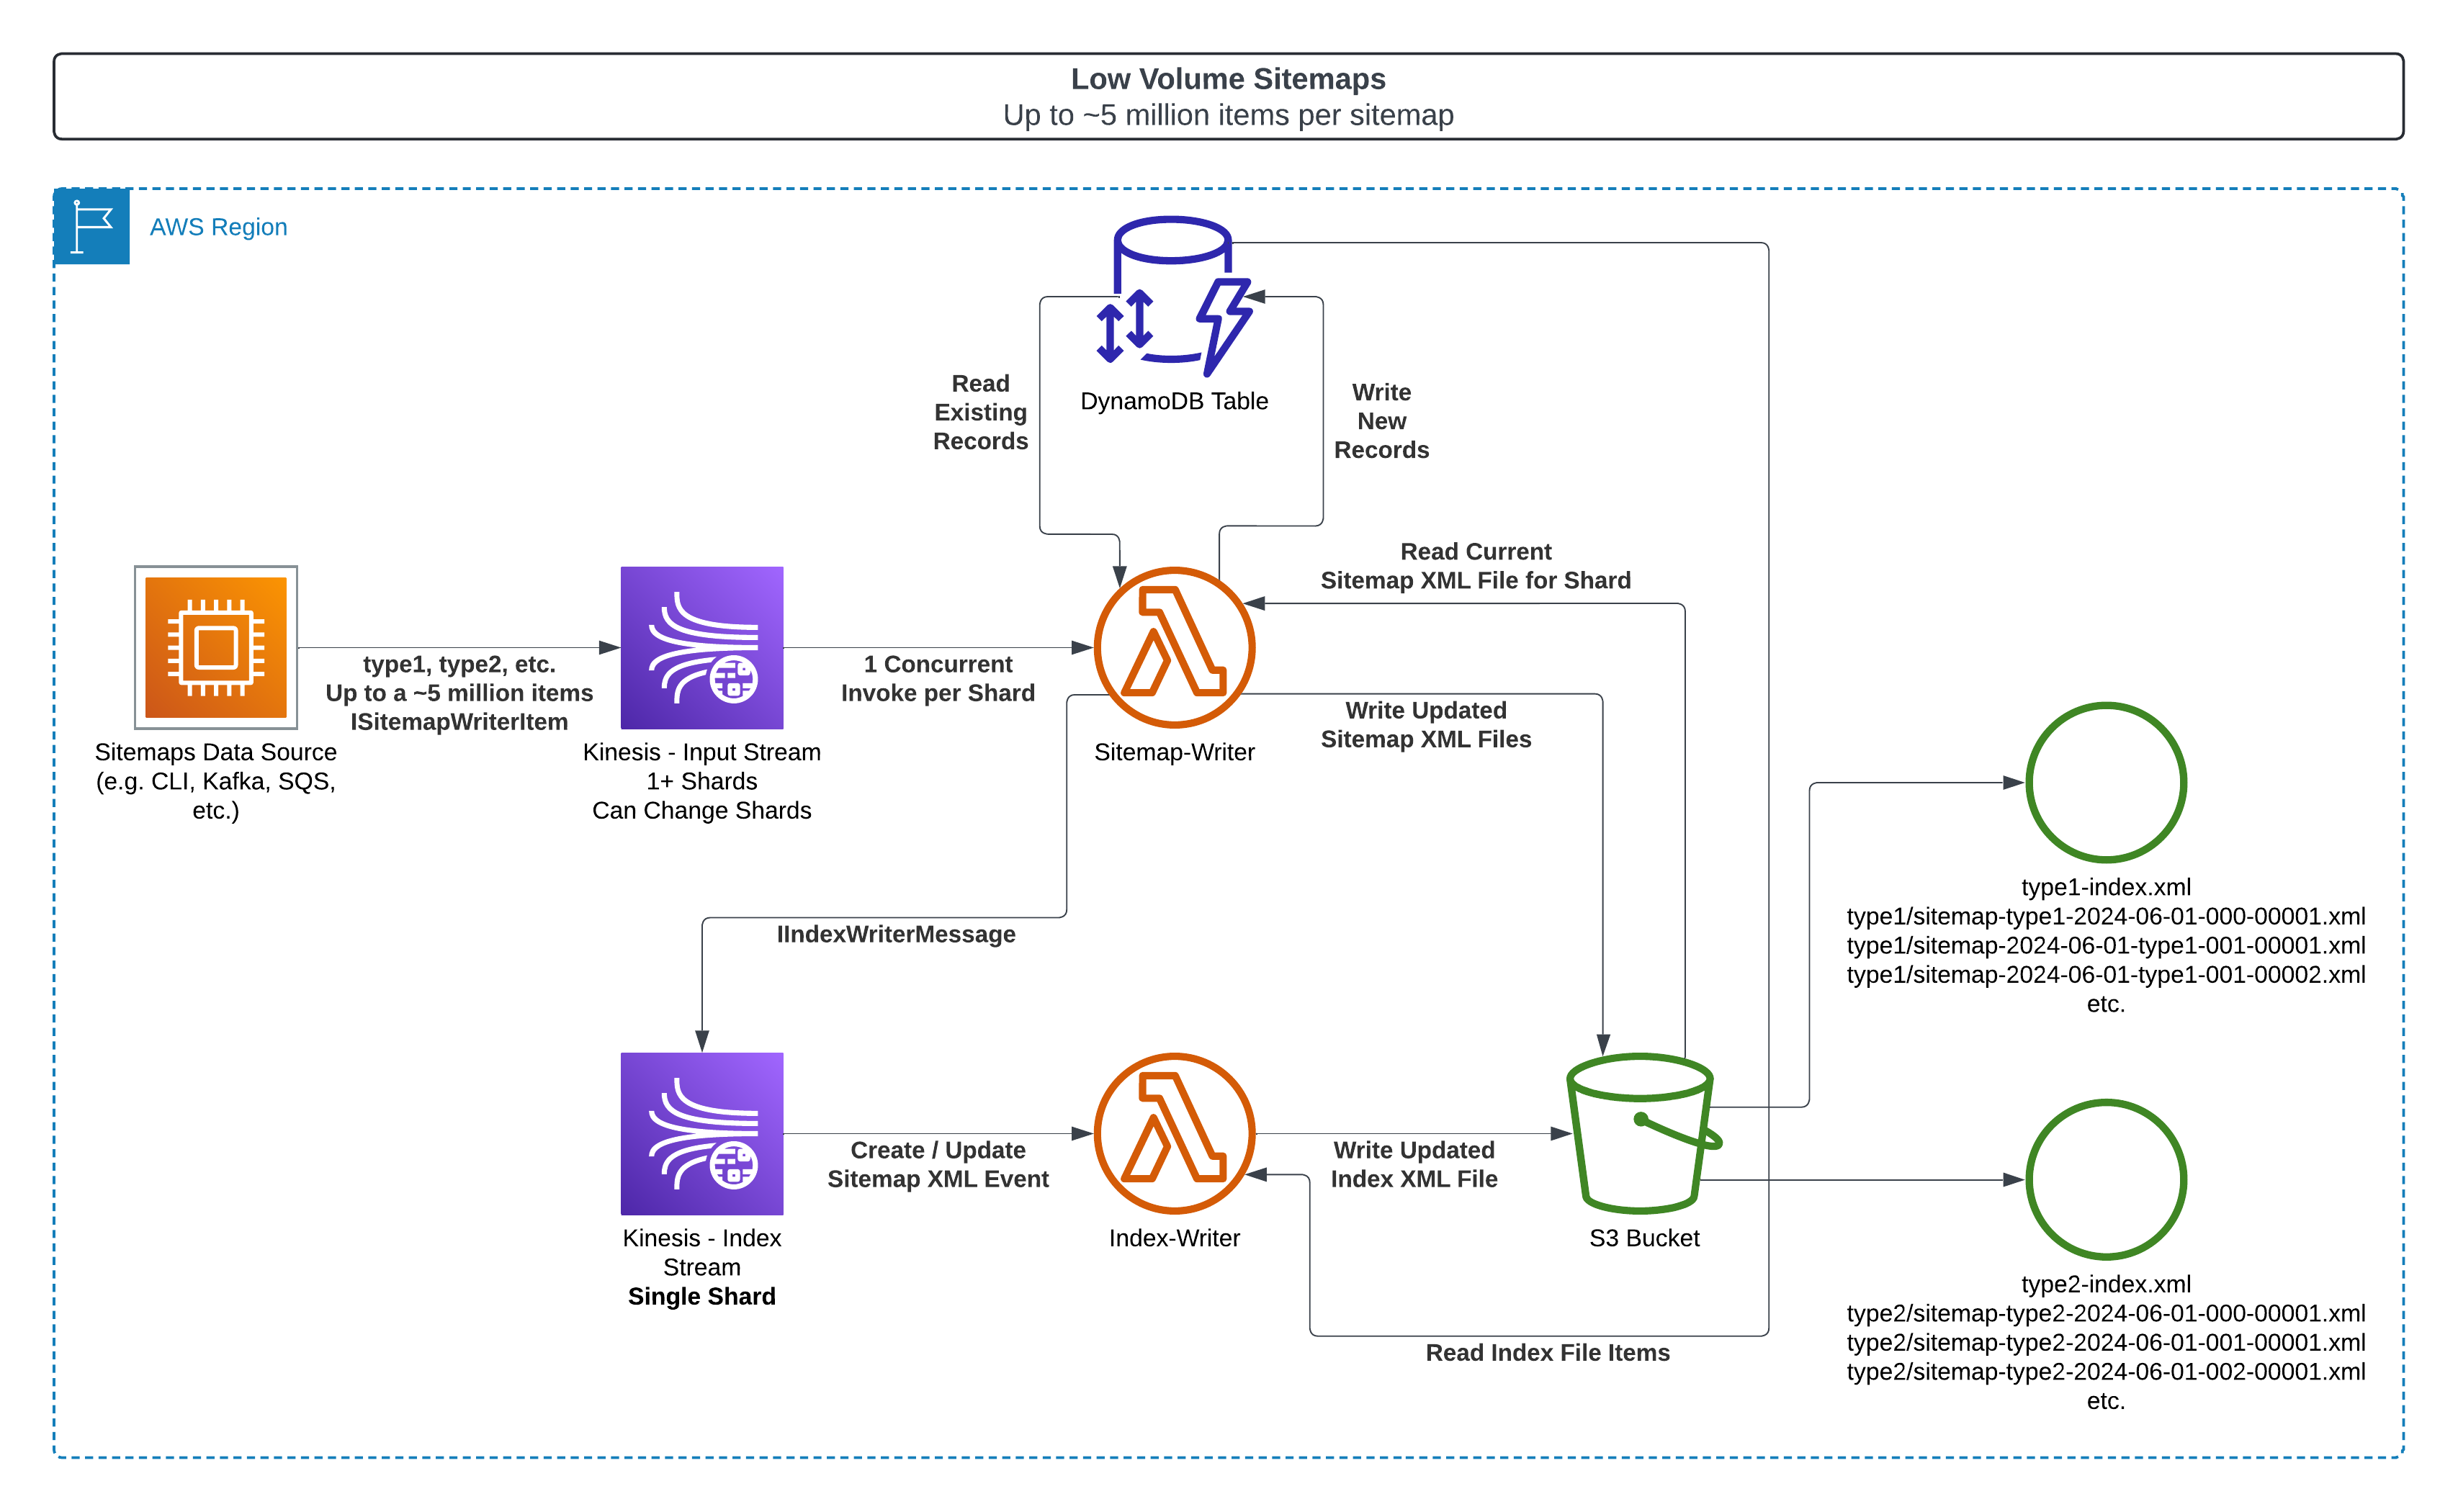 Low Volume Sitemaps
Up to ~5 million items per sitemap
AWS Region
DynamoDB Table
Read
Existing
Records
Write
New
Records
Read Current
Sitemap XML File for Shard
type1, type2, etc.
Up to a ~5 million items
ISitemapWriterItem
1 Concurrent
Invoke per Shard
Sitemaps Data Source
(e.g. CLI, Kafka, SQS,
etc.)
Kinesis - Input Stream
1+ Shards
Can Change Shards
Sitemap-Writer
Write Updated
Sitemap XML Files
IIndexWriterMessage
type1-index.xml
type1/sitemap-type1-2024-06-01-000-00001.xml
type1/sitemap-2024-06-01-type1-001-00001.xml
type1/sitemap-2024-06-01-type1-001-00002.xml
etc.
Create / Update
Sitemap XML Event
Write Updated
Index XML File
Kinesis - Index
Stream
Single Shard
Index-Writer
S3 Bucket
Read Index File Items
type2-index.xml
type2/sitemap-type2-2024-06-01-000-00001.xml
type2/sitemap-type2-2024-06-01-001-00001.xml
type2/sitemap-type2-2024-06-01-002-00001.xml
etc.